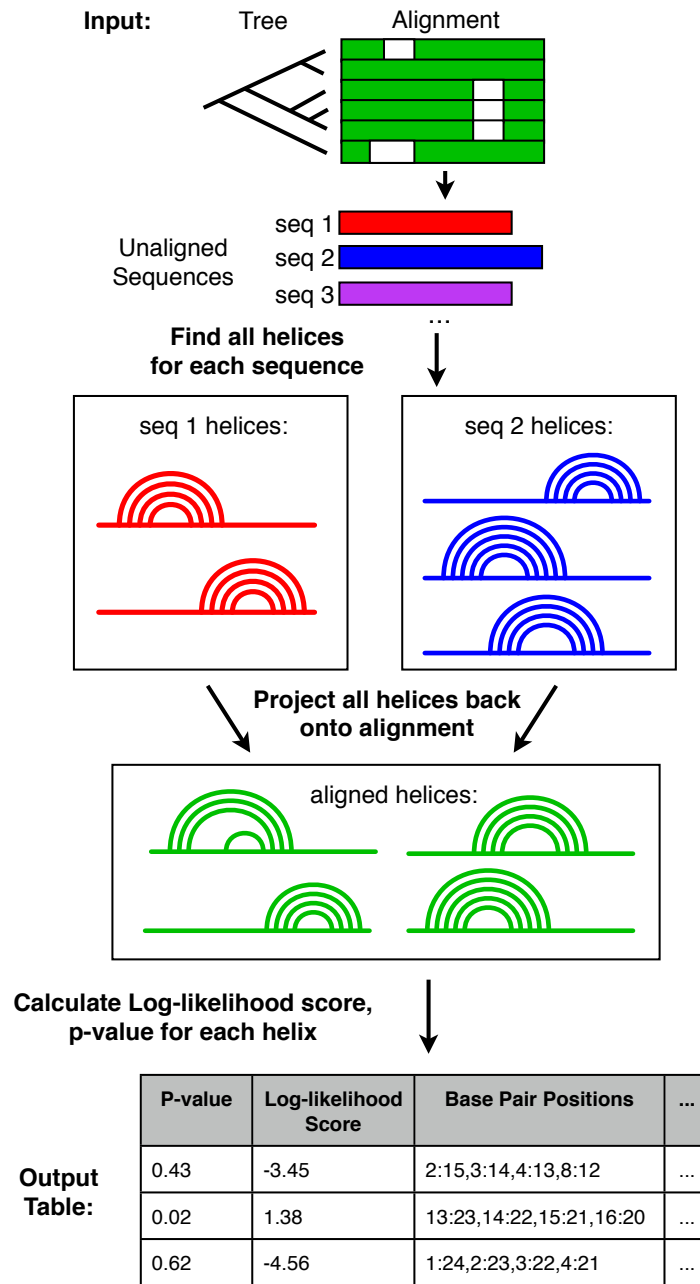 Input: Tree Alignment
seq 1
Unaligned
Sequences
seq 2
seq 3
...
Find all helices
for each sequence
seq 1 helices:
seq 2 helices:
Project all helices back
onto alignment
aligned helices:
Calculate Log-likelihood score,
p-value for each helix
Output
Table:
P-value Log-likelihood Score Base Pair Positions ...
0.43 -3.45 2:15,3:14,4:13,8:12 ...
0.02 1.38 13:23,14:22,15:21,16:20 ...
0.62 -4.56 1:24,2:23,3:22,4:21 ...